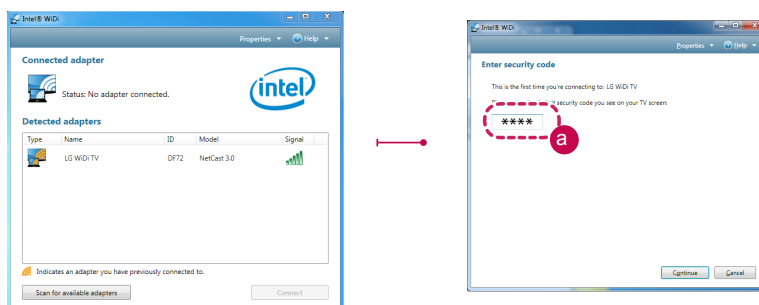 Intel® WiDi
Properties Help
Connected adapter
Status: No adapter connected.
intel
Detected adapters
Type Name ID Model Signal
LG WiDi TV DF72 NetCast 3.0
Indicates an adapter you have previously connected to.
Scan for available adapters Connect
Intel® WiDi
Properties Help
Enter security code
This is the first time you're connecting to: LG WiDi TV
security code you see on your TV screen:
****
a
Continue Cancel